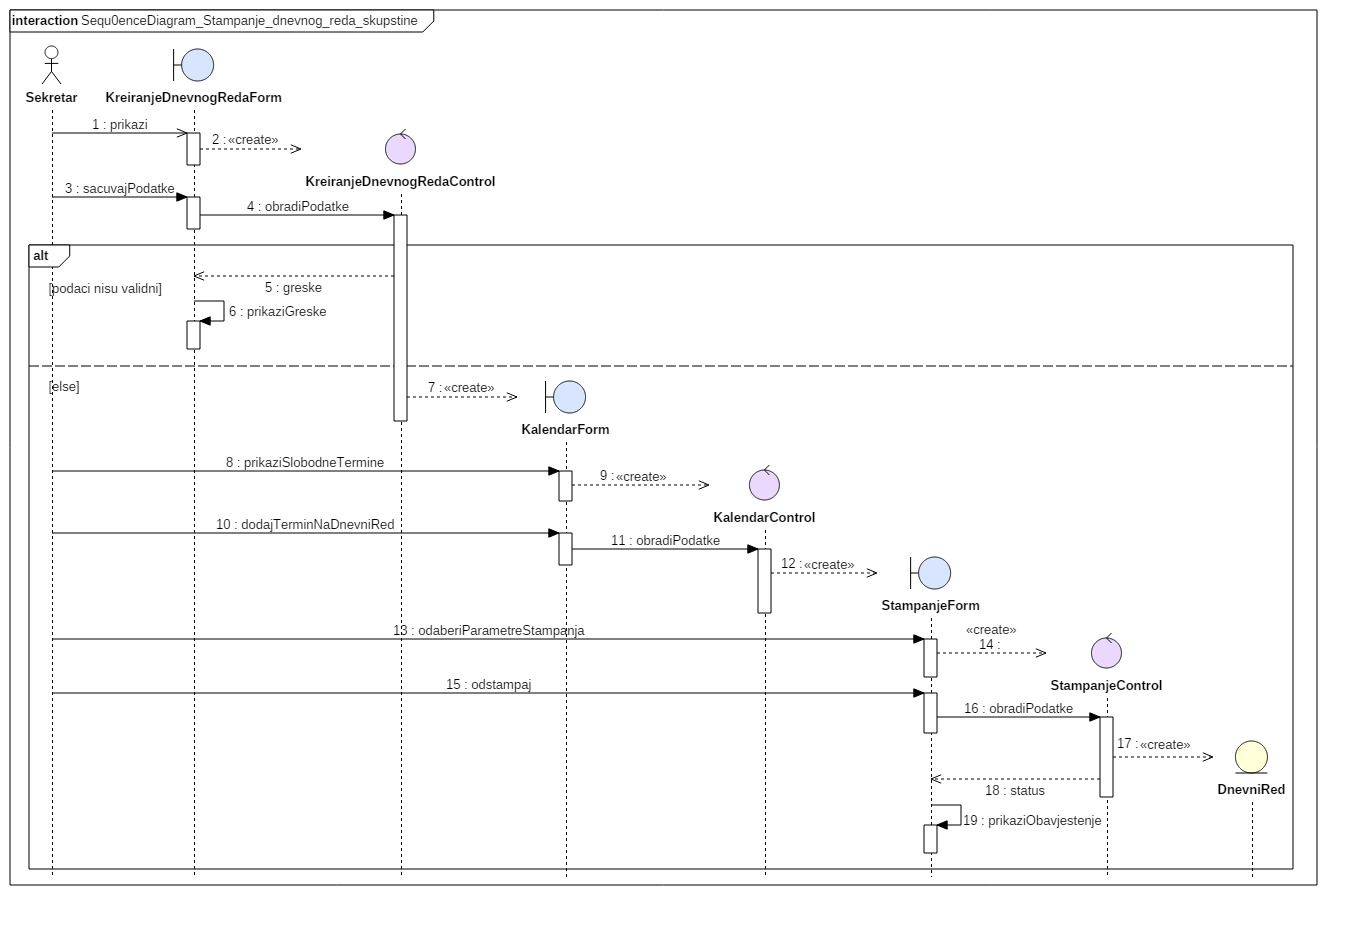 interaction Sequ0enceDiagram_Stampanje_dnevnog_reda_skupstine
Sekretar
KreiranjeDnevnogRedaForm
1 : prikazi
2 : «create»
KreiranjeDnevnogRedaControl
3 : sacuvajPodatke
4 : obradiPodatke
alt
5 : greske
[podaci nisu validni]
6 : prikaziGreske
[else]
7 : «create»
KalendarForm
8 : prikaziSlobodneTermine
9 : «create»
KalendarControl
10 : dodajTerminNaDnevniRed
11 : obradiPodatke
12 : «create»
StampanjeForm
13 : odaberiParametreStampanja
«create»
14 :
StampanjeControl
15 : odstampaj
16 : obradiPodatke
17 : «create»
DnevniRed
18 : status
19 : prikaziObavjestenje